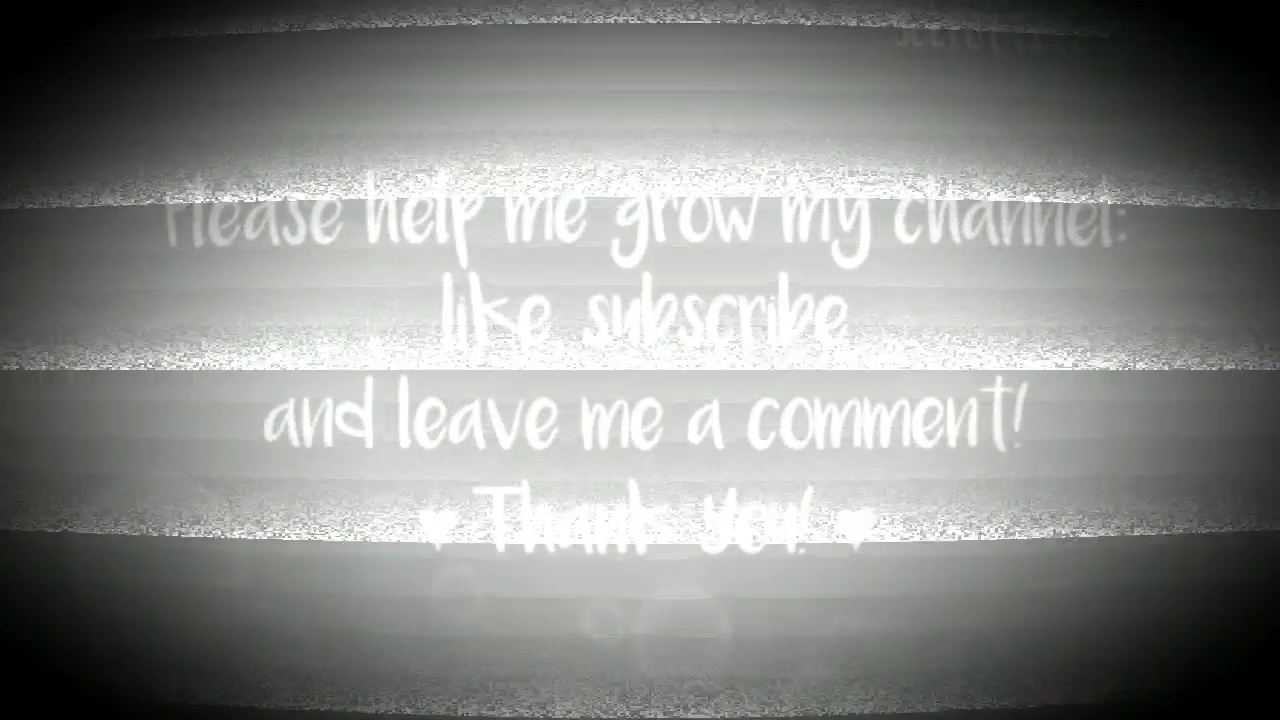 Please help me grow my channel:
like subscribe
and leave me a comment!
♥ Thank you! ♥